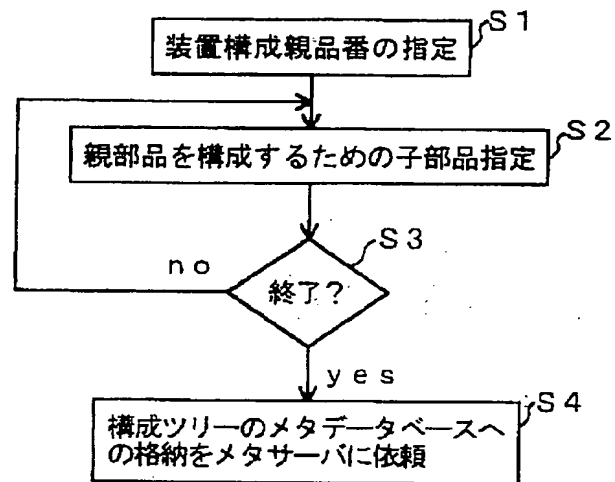 S1
装置構成親品番の指定
S2
親部品を構成するための子部品指定
S3
終了?
no
yes
S4
構成ツリーのメタデータベースへ
の格納をメタサーバに依頼